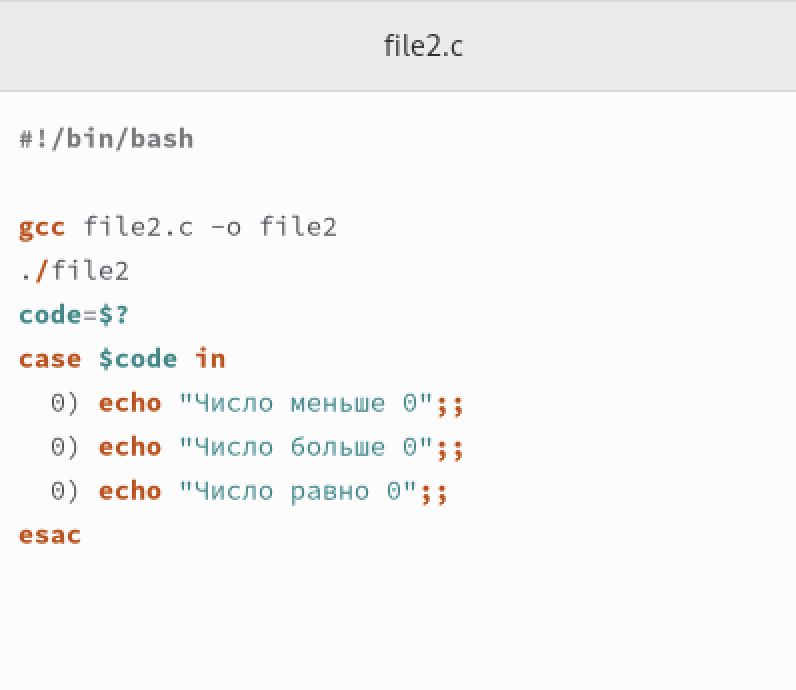 file2.c
#!/bin/bash
gcc file2.c -o file2
./file2
code=$?
case $code in
0) echo "Число меньше 0";;
0) echo "Число больше 0";;
0) echo "Число равно 0";;
esac